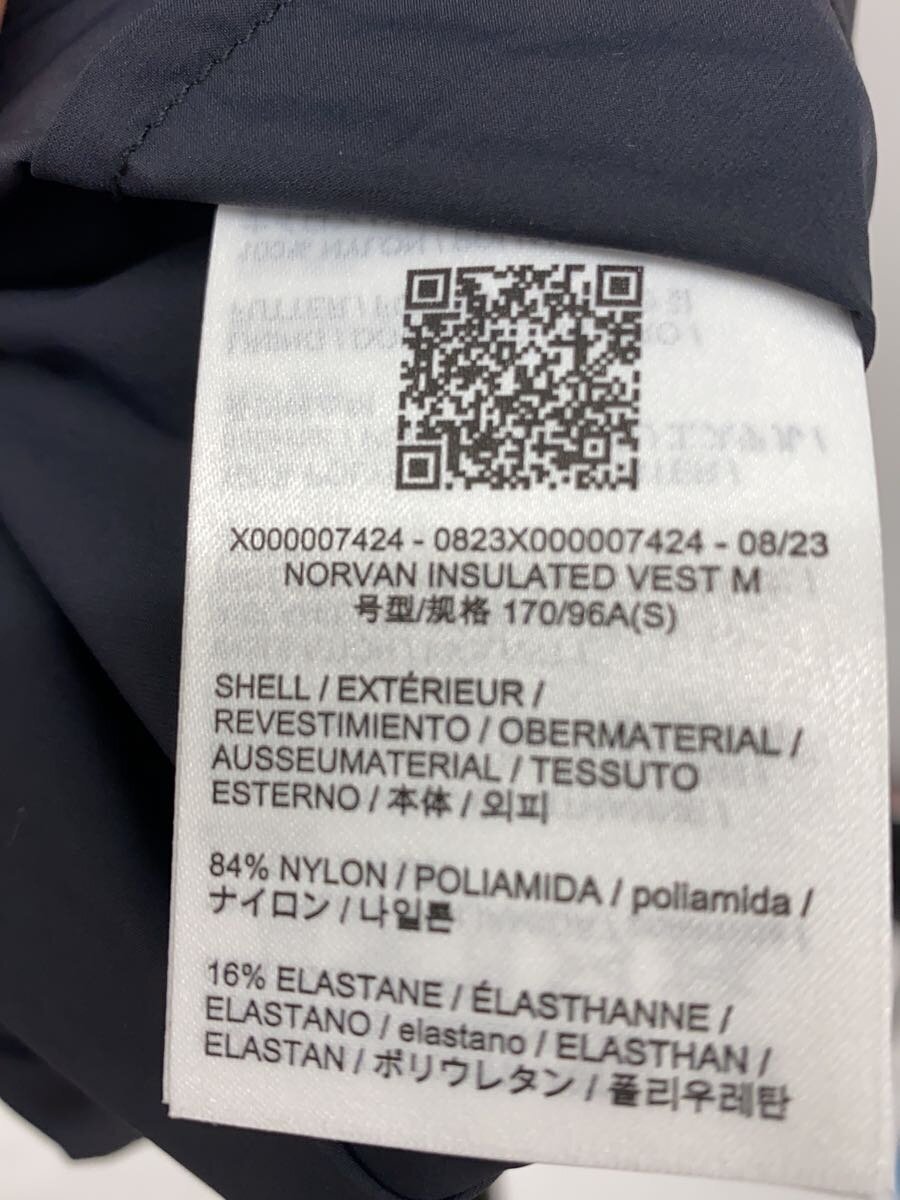 X000007424 - 0823X000007424 - 08/23
NORVAN INSULATED VEST M
号型/规格 170/96A(S)
SHELL / EXTÉRIEUR /
REVESTIMIENTO / OBERMATERIAL /
AUSSEUMATERIAL / TESSUTO
ESTERNO / 本体 / 외피
84% NYLON / POLIAMIDA / poliamida /
ナイロン / 나일론
16% ELASTANE / ÉLASTHANNE /
ELASTANO / elastano / ELASTHAN /
ELASTAN / ポリウレタン / 폴리우레탄